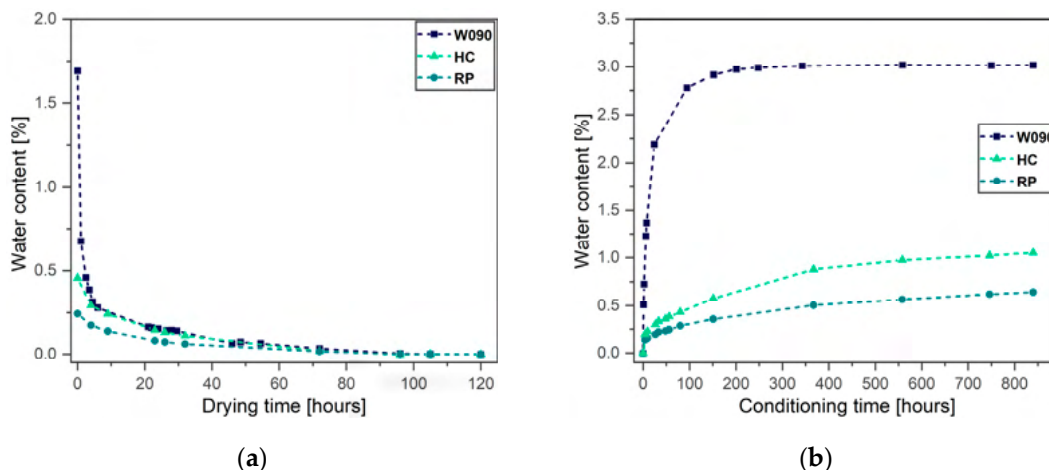 2.0
1.5
1.0
0.5
0.0
Water content [%]
W090
HC
RP
0 20 40 60 80 100 120
Drying time [hours]
(a)
3.5
3.0
2.5
2.0
1.5
1.0
0.5
0.0
Water content [%]
W090
HC
RP
0 100 200 300 400 500 600 700 800
Conditioning time [hours]
(b)